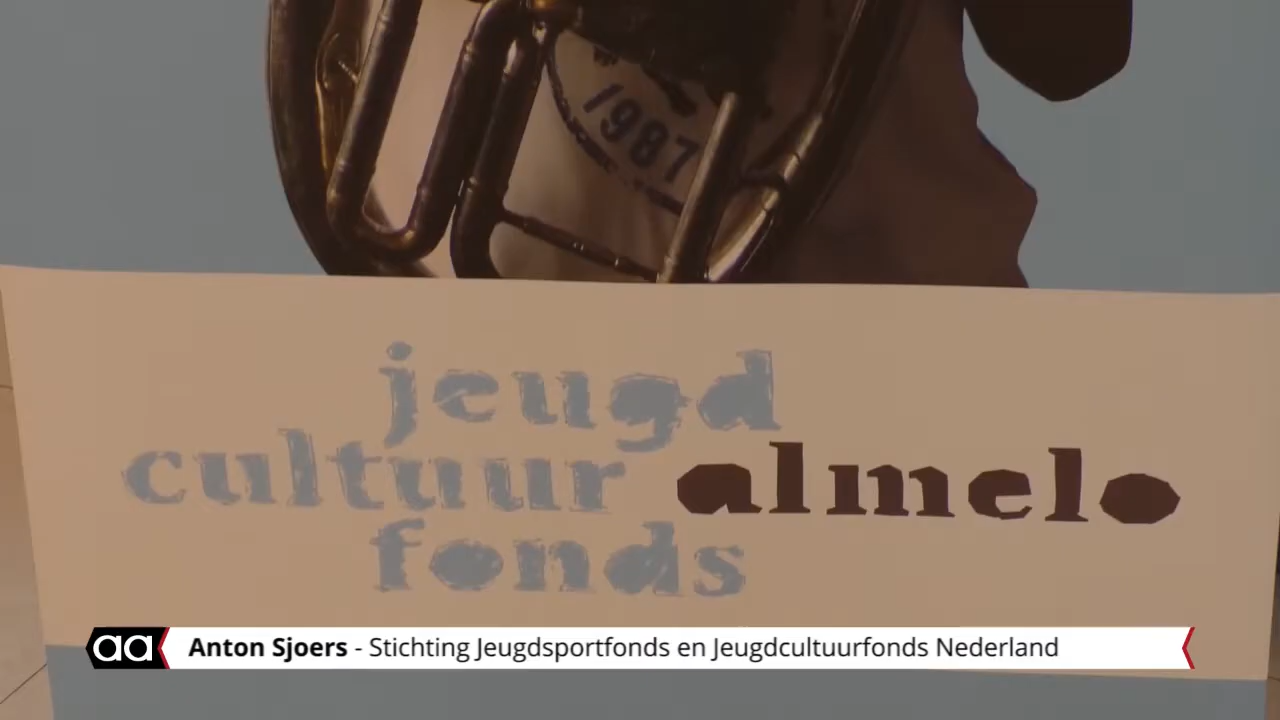 1987
jeugd
cultuur almelo
fonds
aa Anton Sjoers - Stichting Jeugdsportfonds en Jeugdcultuurfonds Nederland